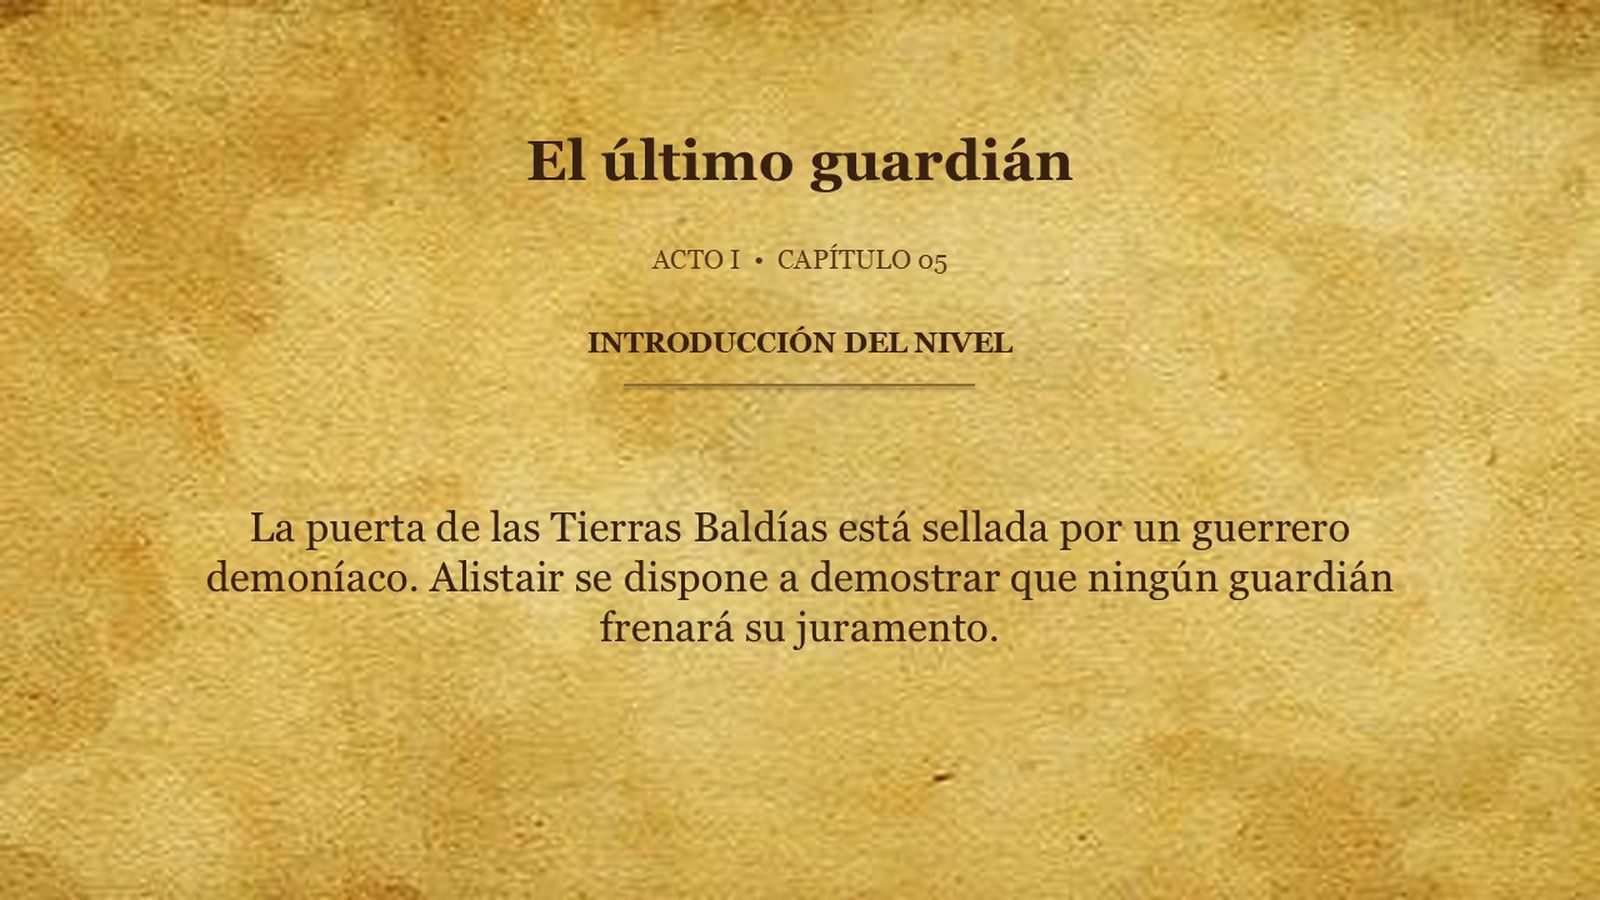 El último guardián
ACTO I • CAPÍTULO 05
INTRODUCCIÓN DEL NIVEL
La puerta de las Tierras Baldías está sellada por un guerrero
demoníaco. Alistair se dispone a demostrar que ningún guardián
frenará su juramento.